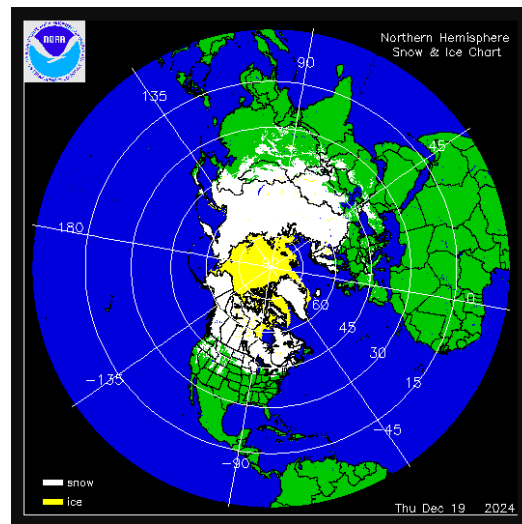 NOAA
Northern Hemisphere
Snow & Ice Chart
90
135
45
180
0
60
45
30
15
-135
-45
-90
snow
ice
Thu Dec 19 2024